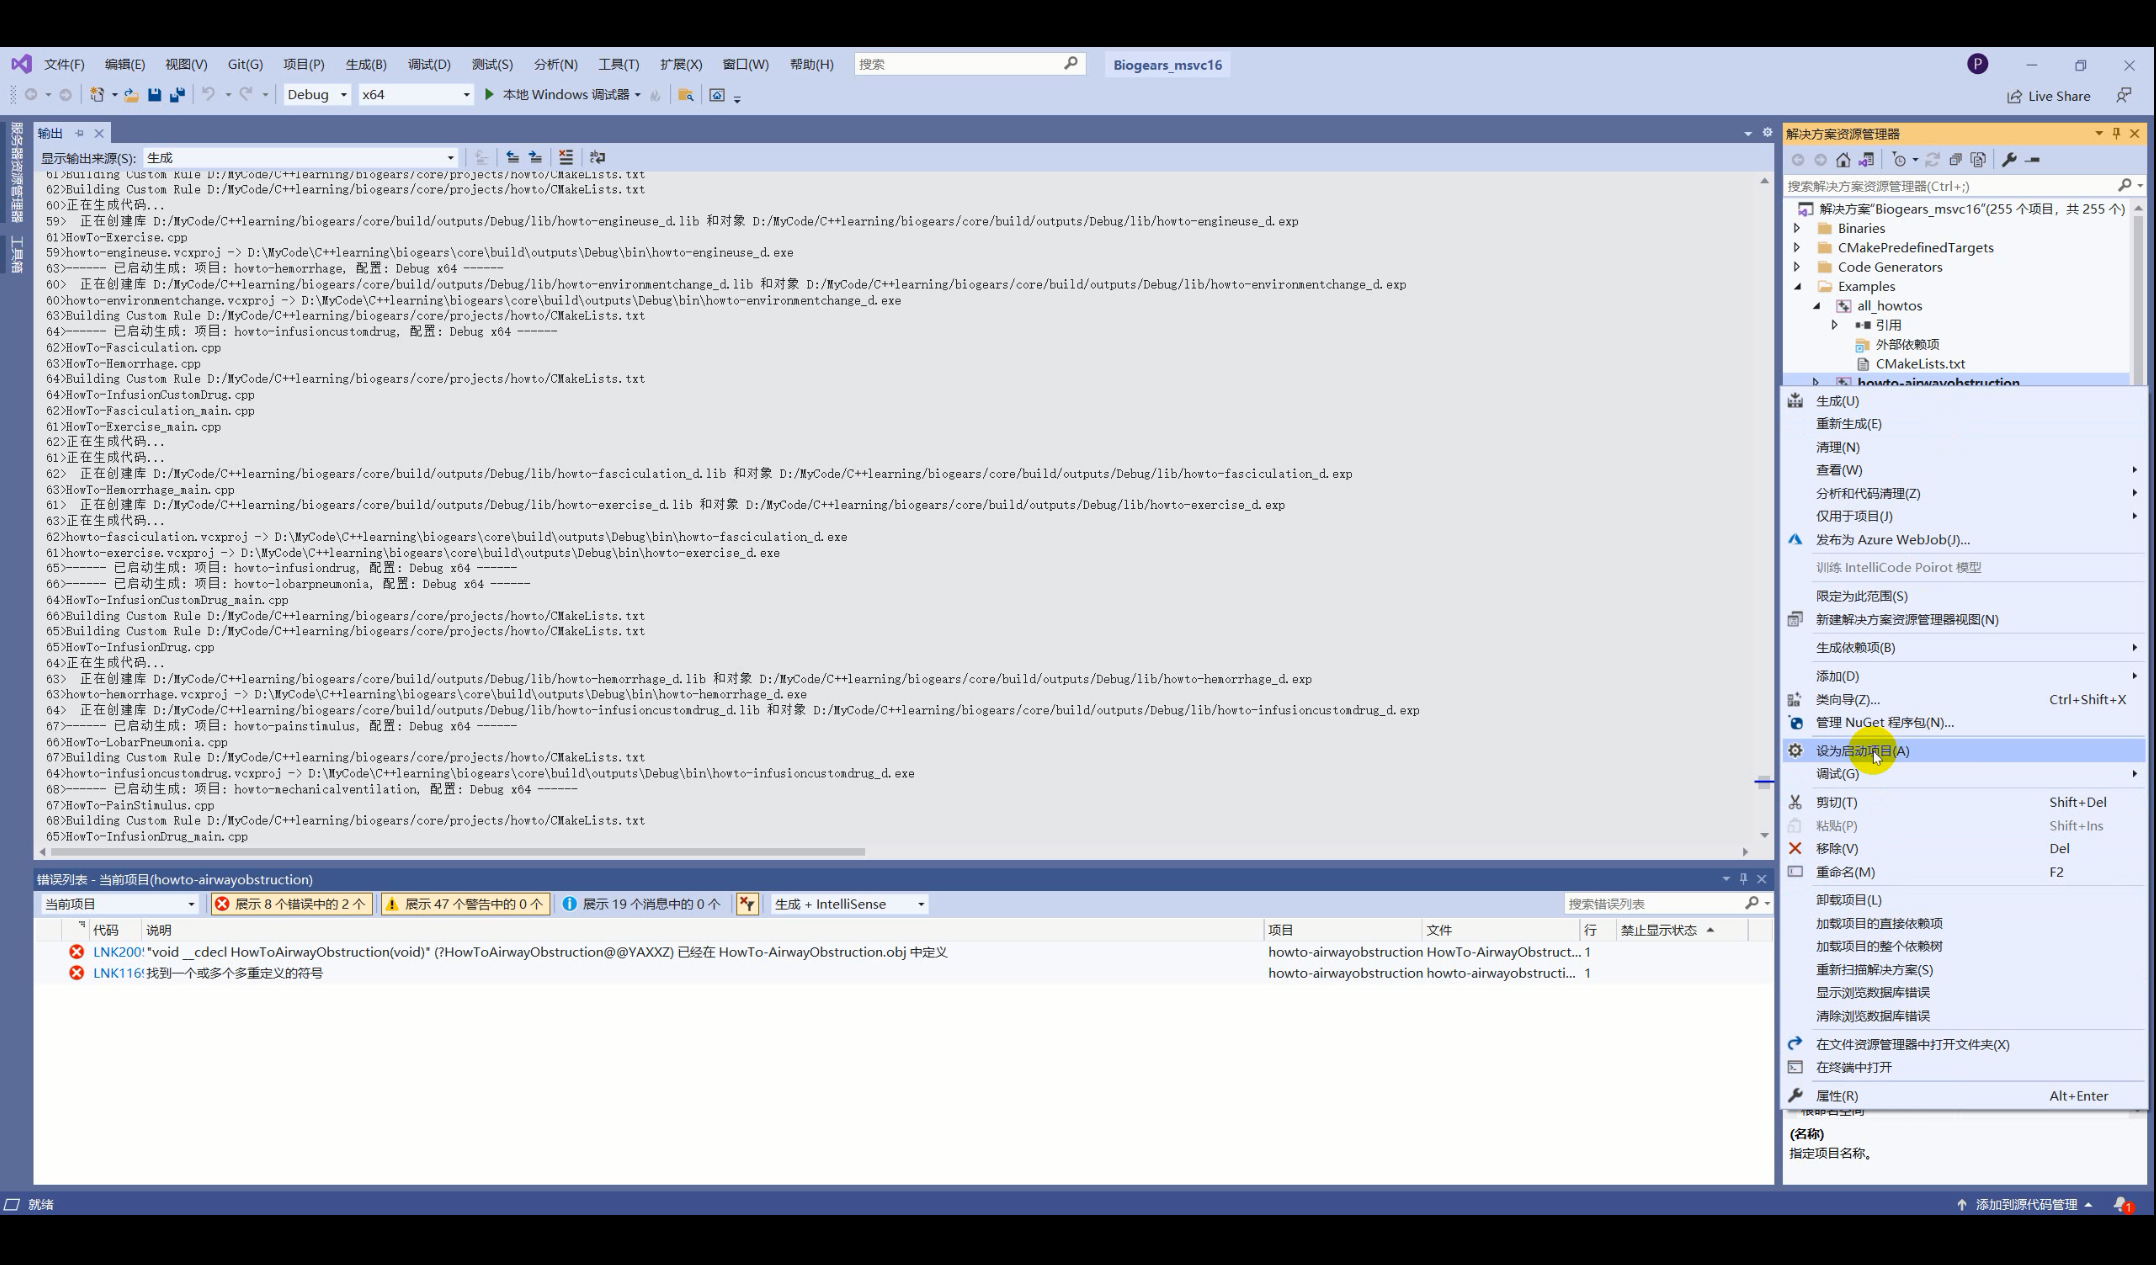 文件(F) 编辑(E) 视图(V) Git(G) 项目(P) 生成(B) 调试(D) 测试(S) 分析(N) 工具(T) 扩展(X) 窗口(W) 帮助(H) 搜索 Biogears_msvc16 P
Debug x64 本地 Windows 调试器 Live Share
服务器资源管理器
工具箱
输出
显示输出来源(S): 生成
61>Building Custom Rule D:/MyCode/C++learning/biogears/core/projects/howto/CMakeLists.txt
62>Building Custom Rule D:/MyCode/C++learning/biogears/core/projects/howto/CMakeLists.txt
60>正在生成代码...
59>  正在创建库 D:/MyCode/C++learning/biogears/core/build/outputs/Debug/lib/howto-engineuse_d.lib 和对象 D:/MyCode/C++learning/biogears/core/build/outputs/Debug/lib/howto-engineuse_d.exp
61>HowTo-Exercise.cpp
59>howto-engineuse.vcxproj -> D:\MyCode\C++learning\biogears\core\build\outputs\Debug\bin\howto-engineuse_d.exe
63>------ 已启动生成: 项目: howto-hemorrhage, 配置: Debug x64 ------
60>  正在创建库 D:/MyCode/C++learning/biogears/core/build/outputs/Debug/lib/howto-environmentchange_d.lib 和对象 D:/MyCode/C++learning/biogears/core/build/outputs/Debug/lib/howto-environmentchange_d.exp
60>howto-environmentchange.vcxproj -> D:\MyCode\C++learning\biogears\core\build\outputs\Debug\bin\howto-environmentchange_d.exe
63>Building Custom Rule D:/MyCode/C++learning/biogears/core/projects/howto/CMakeLists.txt
64>------ 已启动生成: 项目: howto-infusioncustomdrug, 配置: Debug x64 ------
62>HowTo-Fasciculation.cpp
63>HowTo-Hemorrhage.cpp
64>Building Custom Rule D:/MyCode/C++learning/biogears/core/projects/howto/CMakeLists.txt
64>HowTo-InfusionCustomDrug.cpp
62>HowTo-Fasciculation_main.cpp
61>HowTo-Exercise_main.cpp
62>正在生成代码...
61>正在生成代码...
62>  正在创建库 D:/MyCode/C++learning/biogears/core/build/outputs/Debug/lib/howto-fasciculation_d.lib 和对象 D:/MyCode/C++learning/biogears/core/build/outputs/Debug/lib/howto-fasciculation_d.exp
63>HowTo-Hemorrhage_main.cpp
61>  正在创建库 D:/MyCode/C++learning/biogears/core/build/outputs/Debug/lib/howto-exercise_d.lib 和对象 D:/MyCode/C++learning/biogears/core/build/outputs/Debug/lib/howto-exercise_d.exp
63>正在生成代码...
62>howto-fasciculation.vcxproj -> D:\MyCode\C++learning\biogears\core\build\outputs\Debug\bin\howto-fasciculation_d.exe
61>howto-exercise.vcxproj -> D:\MyCode\C++learning\biogears\core\build\outputs\Debug\bin\howto-exercise_d.exe
65>------ 已启动生成: 项目: howto-infusiondrug, 配置: Debug x64 ------
66>------ 已启动生成: 项目: howto-lobarpneumonia, 配置: Debug x64 ------
64>HowTo-InfusionCustomDrug_main.cpp
66>Building Custom Rule D:/MyCode/C++learning/biogears/core/projects/howto/CMakeLists.txt
65>Building Custom Rule D:/MyCode/C++learning/biogears/core/projects/howto/CMakeLists.txt
65>HowTo-InfusionDrug.cpp
64>正在生成代码...
63>  正在创建库 D:/MyCode/C++learning/biogears/core/build/outputs/Debug/lib/howto-hemorrhage_d.lib 和对象 D:/MyCode/C++learning/biogears/core/build/outputs/Debug/lib/howto-hemorrhage_d.exp
63>howto-hemorrhage.vcxproj -> D:\MyCode\C++learning\biogears\core\build\outputs\Debug\bin\howto-hemorrhage_d.exe
64>  正在创建库 D:/MyCode/C++learning/biogears/core/build/outputs/Debug/lib/howto-infusioncustomdrug_d.lib 和对象 D:/MyCode/C++learning/biogears/core/build/outputs/Debug/lib/howto-infusioncustomdrug_d.exp
67>------ 已启动生成: 项目: howto-painstimulus, 配置: Debug x64 ------
66>HowTo-LobarPneumonia.cpp
67>Building Custom Rule D:/MyCode/C++learning/biogears/core/projects/howto/CMakeLists.txt
64>howto-infusioncustomdrug.vcxproj -> D:\MyCode\C++learning\biogears\core\build\outputs\Debug\bin\howto-infusioncustomdrug_d.exe
68>------ 已启动生成: 项目: howto-mechanicalventilation, 配置: Debug x64 ------
67>HowTo-PainStimulus.cpp
68>Building Custom Rule D:/MyCode/C++learning/biogears/core/projects/howto/CMakeLists.txt
65>HowTo-InfusionDrug_main.cpp
错误列表 - 当前项目(howto-airwayobstruction)
当前项目 展示 8 个错误中的 2 个 展示 47 个警告中的 0 个 展示 19 个消息中的 0 个 生成 + IntelliSense 搜索错误列表
代码 说明 项目 文件 行 禁止显示状态
LNK200 "void __cdecl HowToAirwayObstruction(void)" (?HowToAirwayObstruction@@YAXXZ) 已经在 HowTo-AirwayObstruction.obj 中定义 howto-airwayobstruction HowTo-AirwayObstruct... 1
LNK116 找到一个或多个多重定义的符号 howto-airwayobstruction howto-airwayobstructi... 1
解决方案资源管理器
搜索解决方案资源管理器(Ctrl+;)
解决方案"Biogears_msvc16"(255 个项目，共 255 个)
Binaries
CMakePredefinedTargets
Code Generators
Examples
all_howtos
引用
外部依赖项
CMakeLists.txt
howto-airwayobstruction
生成(U)
重新生成(E)
清理(N)
查看(W)
分析和代码清理(Z)
仅用于项目(J)
发布为 Azure WebJob(J)...
训练 IntelliCode Poirot 模型
限定为此范围(S)
新建解决方案资源管理器视图(N)
生成依赖项(B)
添加(D)
类向导(Z)... Ctrl+Shift+X
管理 NuGet 程序包(N)...
设为启动项目(A)
调试(G)
剪切(T) Shift+Del
粘贴(P) Shift+Ins
移除(V) Del
重命名(M) F2
卸载项目(L)
加载项目的直接依赖项
加载项目的整个依赖树
重新扫描解决方案(S)
显示浏览数据库错误
清除浏览数据库错误
在文件资源管理器中打开文件夹(X)
在终端中打开
属性(R) Alt+Enter
根命名空间
(名称)
指定项目名称。
就绪 添加到源代码管理 1